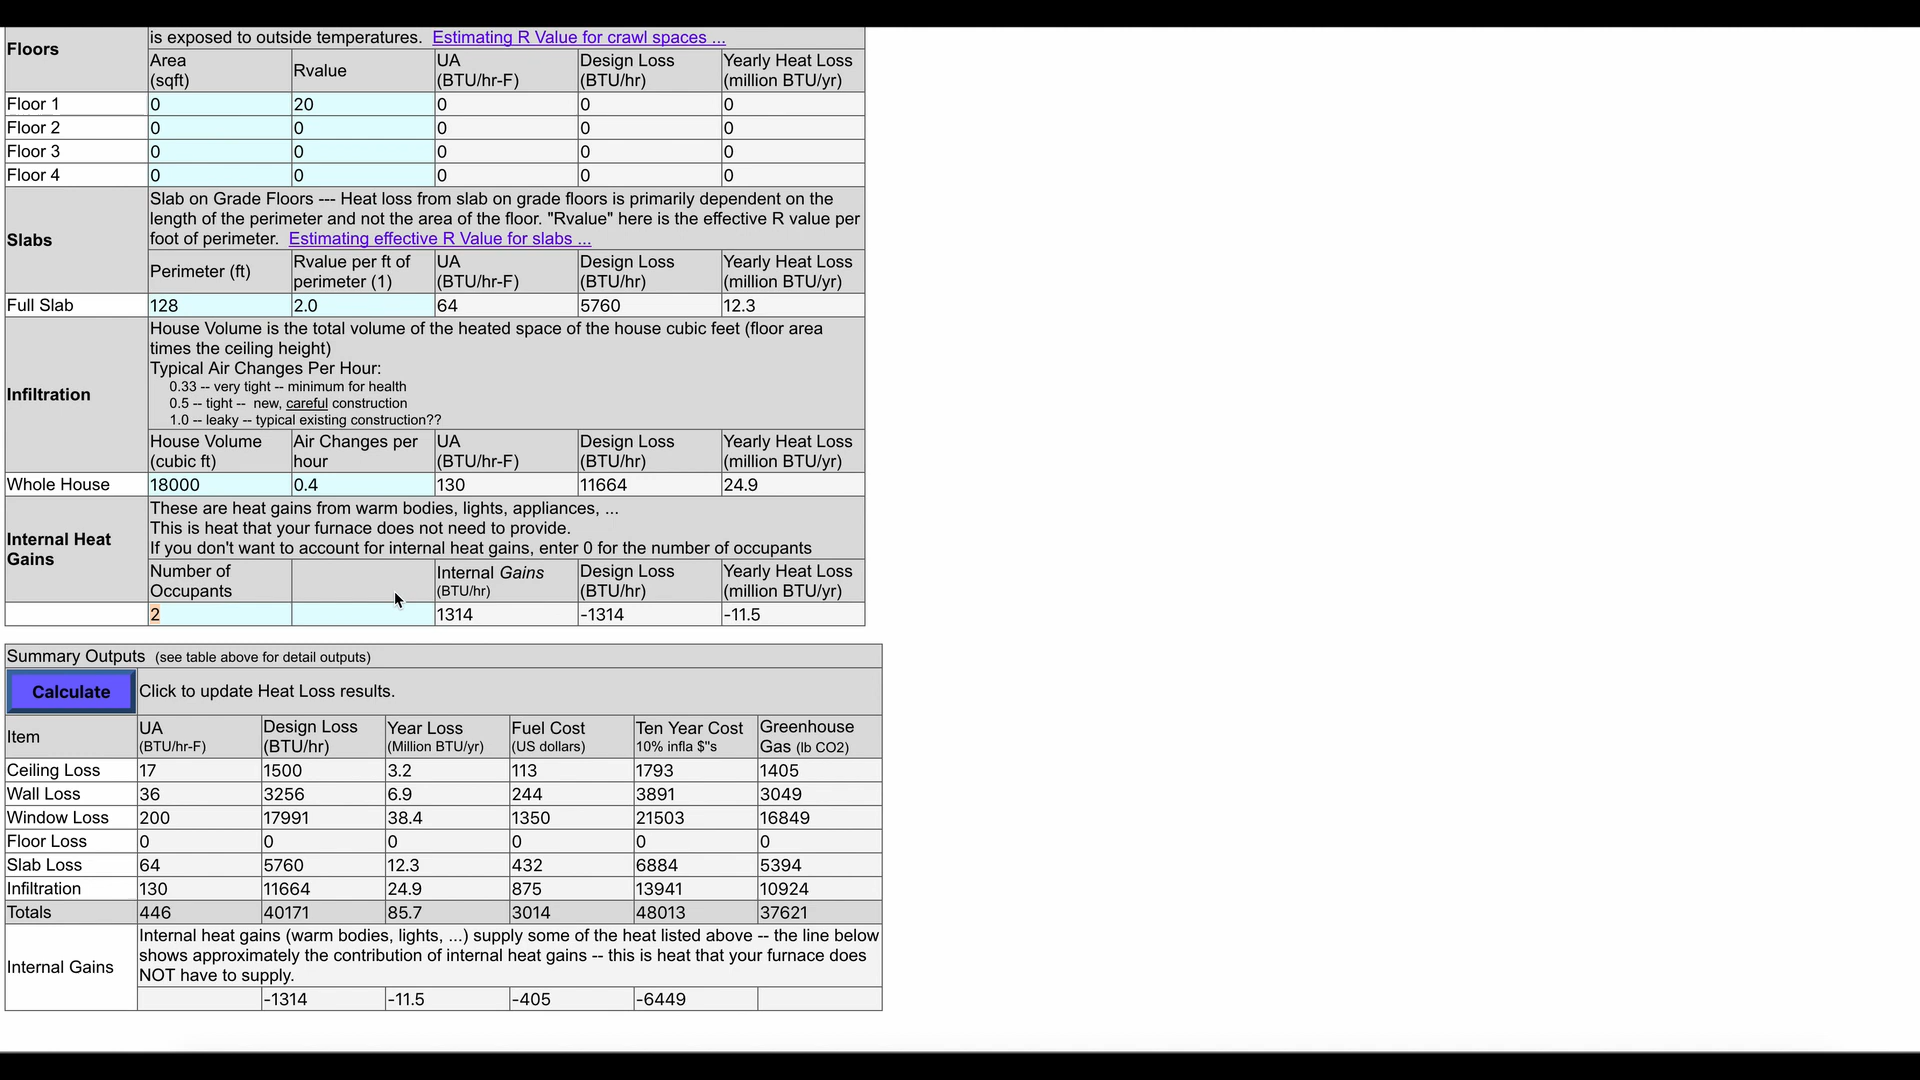 is exposed to outside temperatures. Estimating R Value for crawl spaces ...
Floors
Area (sqft) Rvalue UA (BTU/hr-F) Design Loss (BTU/hr) Yearly Heat Loss (million BTU/yr)
Floor 1 0 20 0 0 0
Floor 2 0 0 0 0 0
Floor 3 0 0 0 0 0
Floor 4 0 0 0 0 0
Slabs
Slab on Grade Floors --- Heat loss from slab on grade floors is primarily dependent on the
length of the perimeter and not the area of the floor. "Rvalue" here is the effective R value per
foot of perimeter. Estimating effective R Value for slabs ...
Perimeter (ft) Rvalue per ft of perimeter (1) UA (BTU/hr-F) Design Loss (BTU/hr) Yearly Heat Loss (million BTU/yr)
Full Slab 128 2.0 64 5760 12.3
Infiltration
House Volume is the total volume of the heated space of the house cubic feet (floor area
times the ceiling height)
Typical Air Changes Per Hour:
0.33 -- very tight -- minimum for health
0.5 -- tight -- new, careful construction
1.0 -- leaky -- typical existing construction??
House Volume (cubic ft) Air Changes per hour UA (BTU/hr-F) Design Loss (BTU/hr) Yearly Heat Loss (million BTU/yr)
Whole House 18000 0.4 130 11664 24.9
Internal Heat Gains
These are heat gains from warm bodies, lights, appliances, ...
This is heat that your furnace does not need to provide.
If you don't want to account for internal heat gains, enter 0 for the number of occupants
Number of Occupants Internal Gains (BTU/hr) Design Loss (BTU/hr) Yearly Heat Loss (million BTU/yr)
2 1314 -1314 -11.5
Summary Outputs (see table above for detail outputs)
Calculate Click to update Heat Loss results.
Item UA (BTU/hr-F) Design Loss (BTU/hr) Year Loss (Million BTU/yr) Fuel Cost (US dollars) Ten Year Cost 10% infla $"s Greenhouse Gas (lb CO2)
Ceiling Loss 17 1500 3.2 113 1793 1405
Wall Loss 36 3256 6.9 244 3891 3049
Window Loss 200 17991 38.4 1350 21503 16849
Floor Loss 0 0 0 0 0 0
Slab Loss 64 5760 12.3 432 6884 5394
Infiltration 130 11664 24.9 875 13941 10924
Totals 446 40171 85.7 3014 48013 37621
Internal Gains
Internal heat gains (warm bodies, lights, ...) supply some of the heat listed above -- the line below
shows approximately the contribution of internal heat gains -- this is heat that your furnace does
NOT have to supply.
-1314 -11.5 -405 -6449